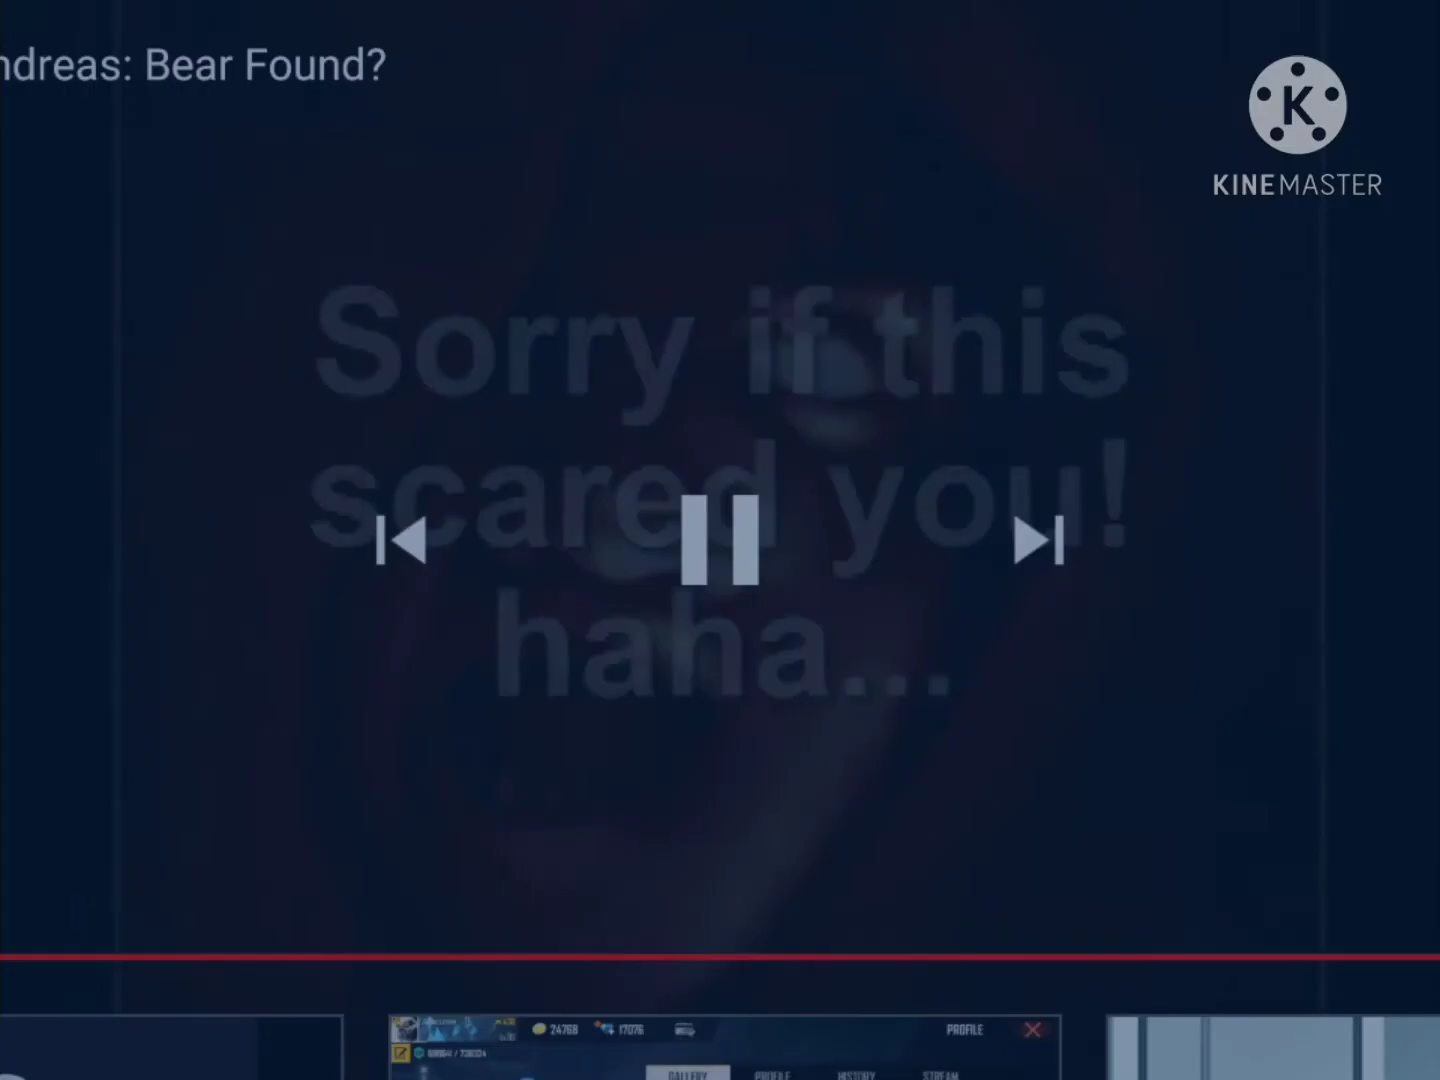 ndreas: Bear Found?
K
KINEMASTER
Sorry if this
scared you!
haha...
24768
17076
PROFILE
GALLERY
PROFILE
HISTORY
STREAM